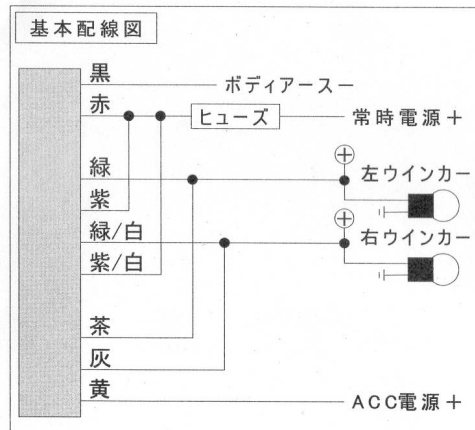 基本配線図
黒
ボディアースー
赤
ヒューズ
常時電源＋
緑
左ウインカー
紫
緑/白
右ウインカー
紫/白
茶
灰
黄
ACC電源＋